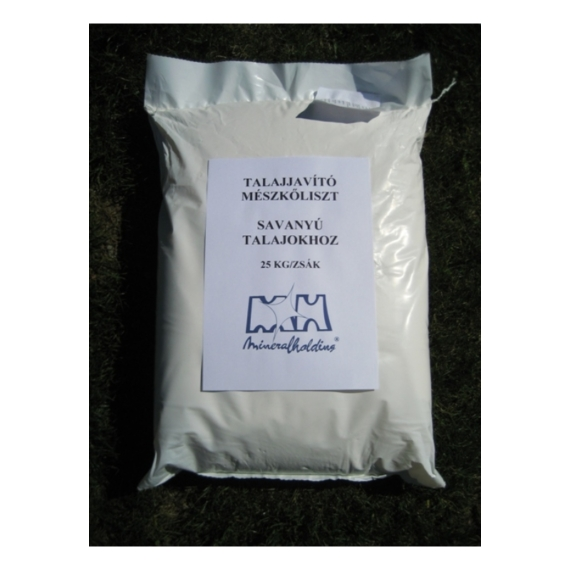 TALAJJAVÍTÓ
MÉSZKŐLISZT
SAVANYÚ
TALAJOKHOZ
25 KG/ZSÁK
mineralholding®